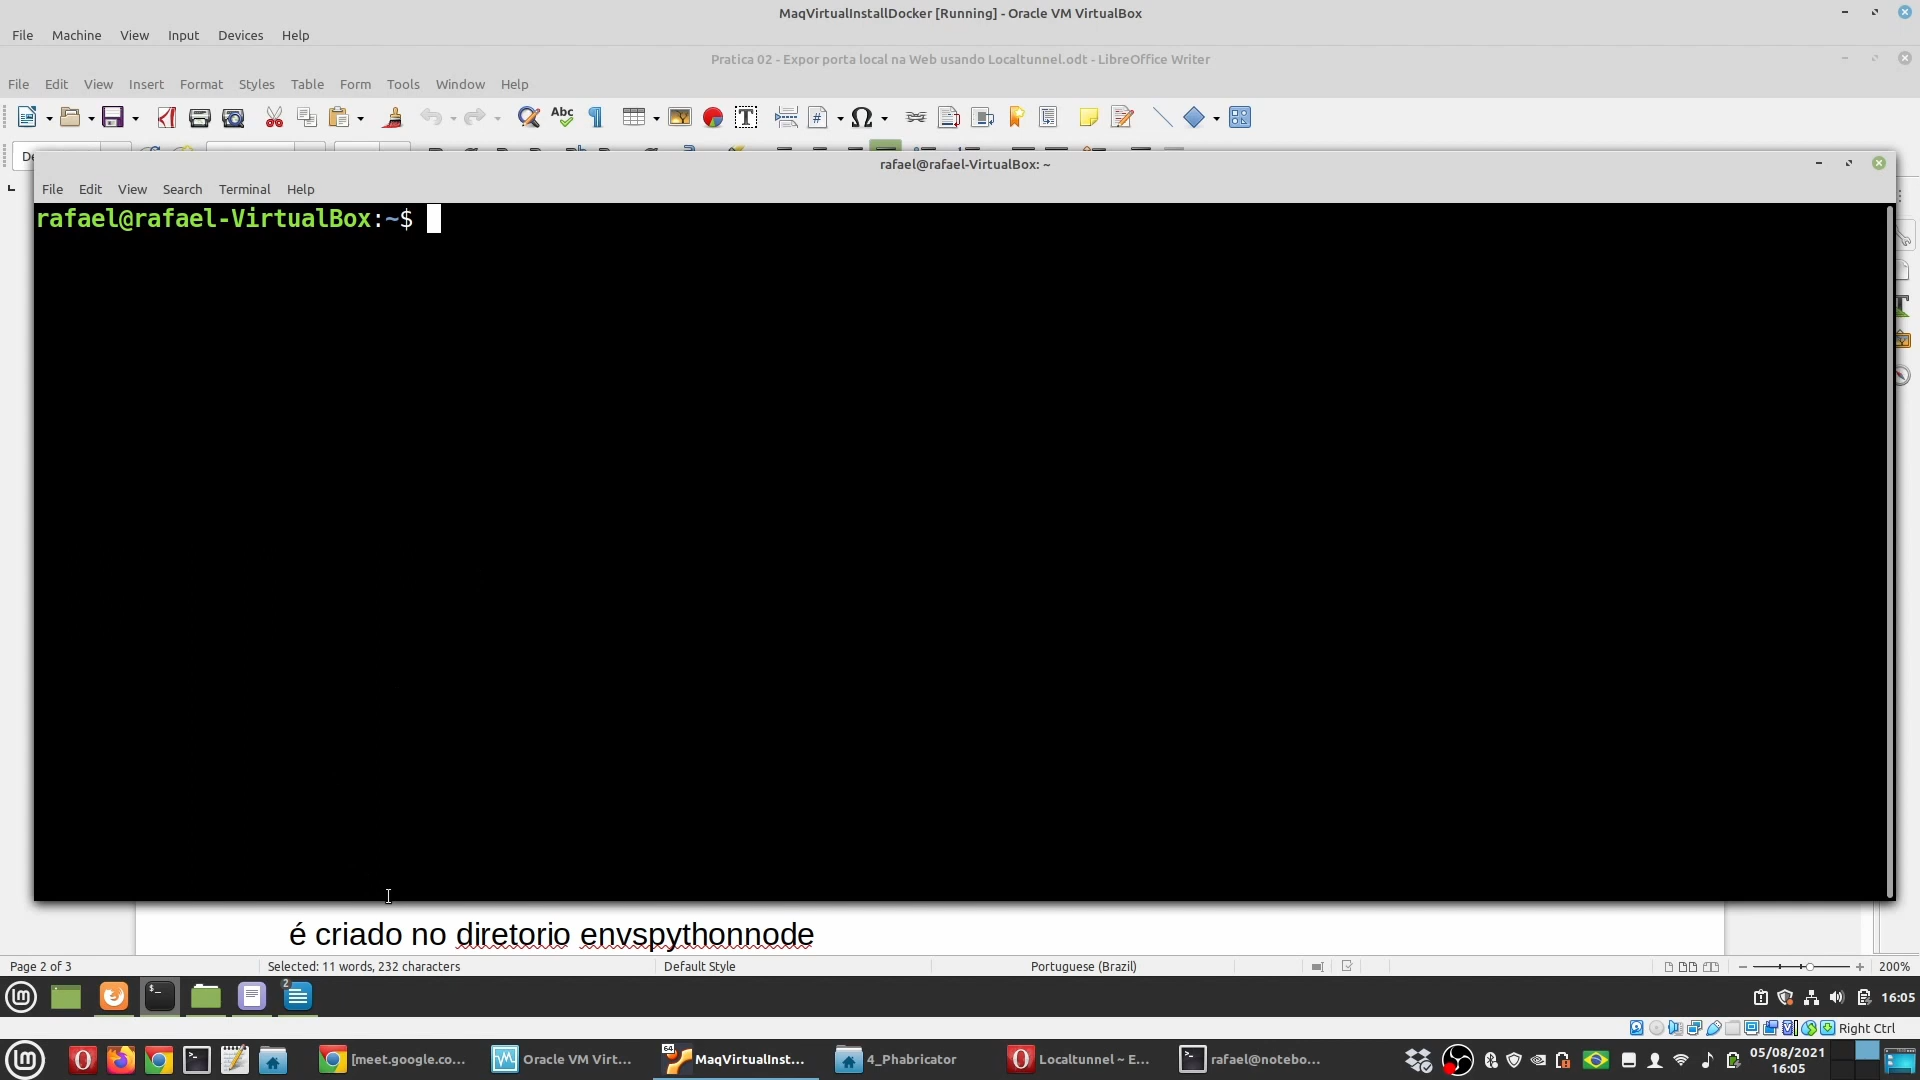 MaqVirtualInstallDocker [Running] - Oracle VM VirtualBox
File Machine View Input Devices Help
Pratica 02 - Expor porta local na Web usando Localtunnel.odt - LibreOffice Writer
File Edit View Insert Format Styles Table Form Tools Window Help
Abc
De
rafael@rafael-VirtualBox: ~
File Edit View Search Terminal Help
rafael@rafael-VirtualBox:~$
é criado no diretorio envspythonnode
Page 2 of 3 Selected: 11 words, 232 characters Default Style Portuguese (Brazil) 200%
2
16:05
Right Ctrl
[meet.google.co... Oracle VM Virt... 64 MaqVirtualInst... 4_Phabricator Localtunnel ~ E... rafael@notebo... 05/08/2021
16:05